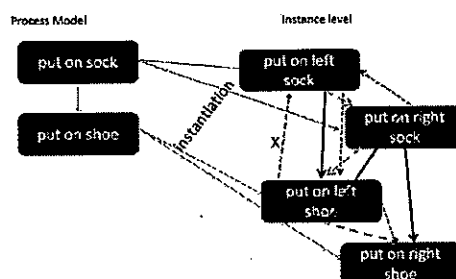 Process Model
Instance level
put on sock
put on left
sock
put on right
sock
put on shoe
instantiation
X
put on left
shoe
put on right
shoe